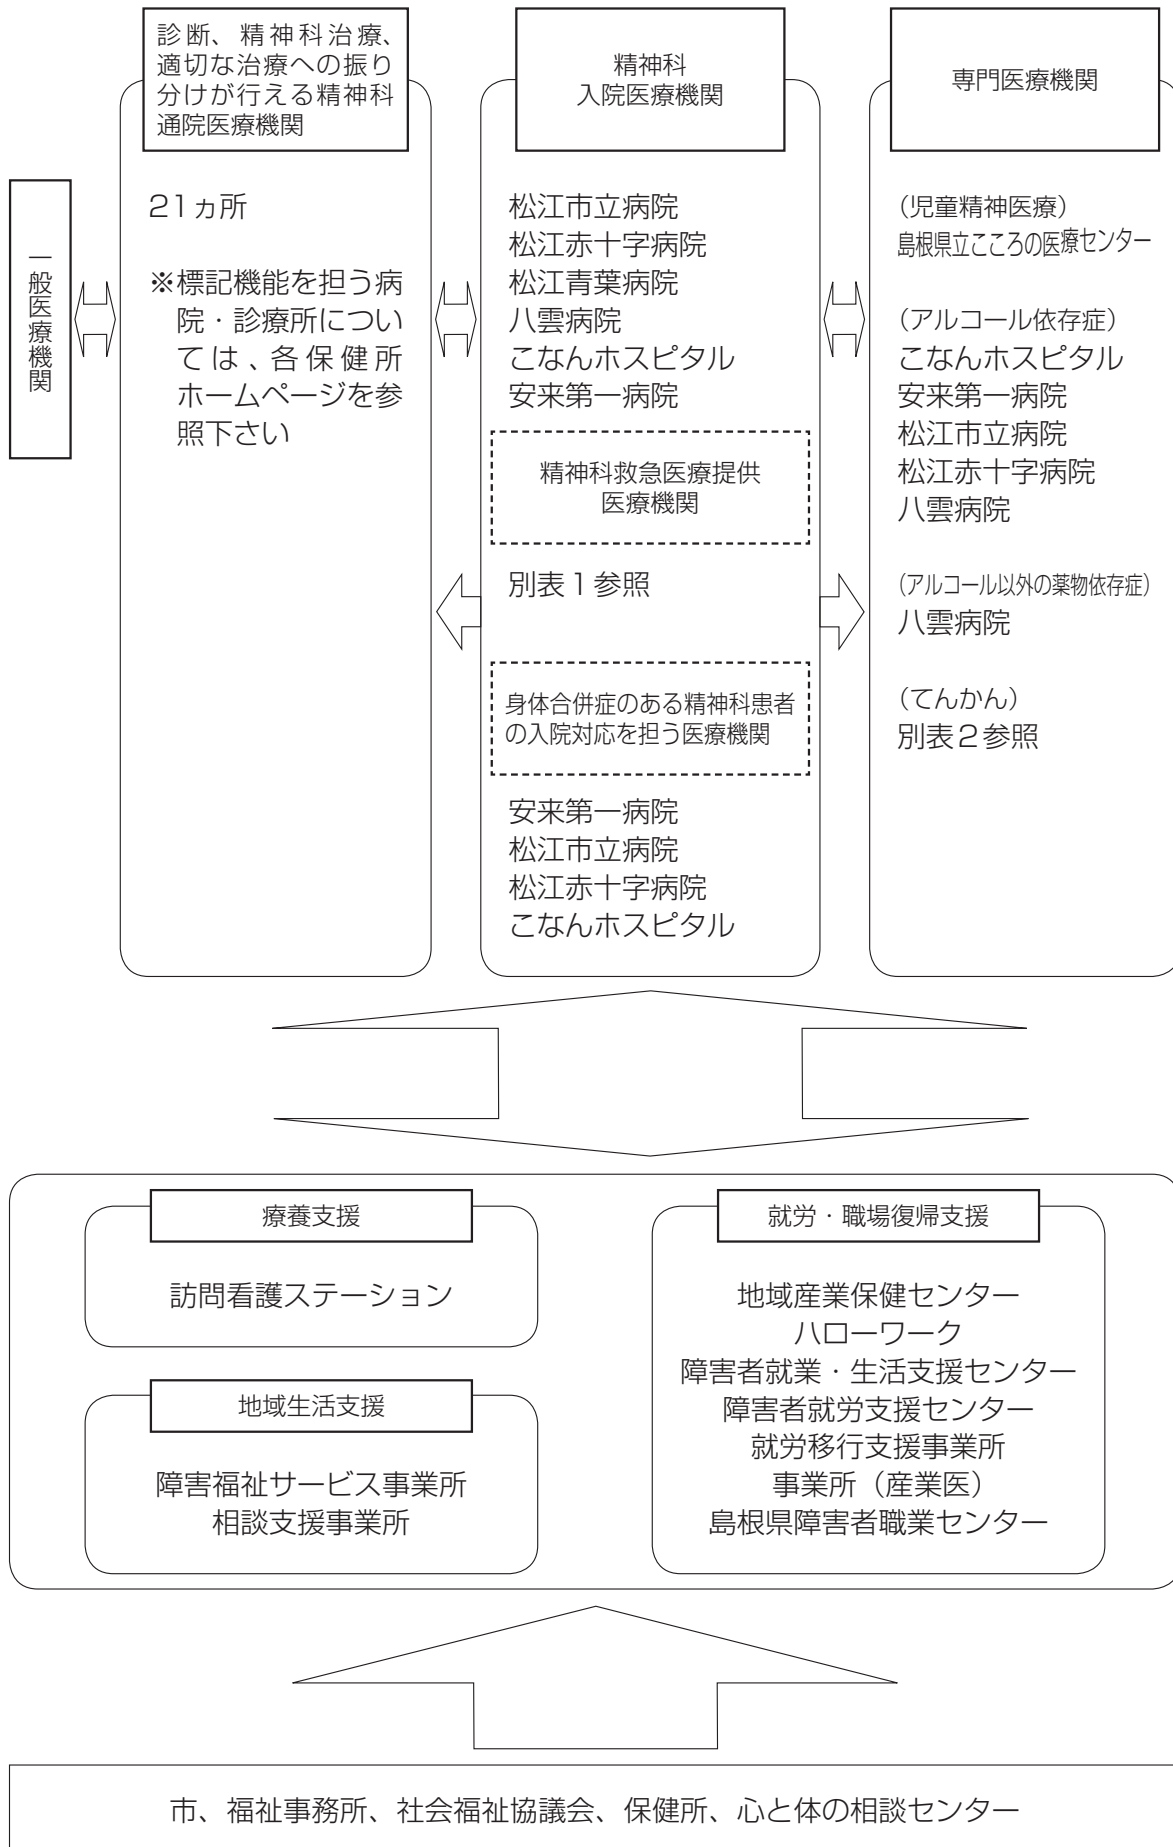 診断、精神科治療、
適切な治療への振り
分けが行える精神科
通院医療機関
精神科
入院医療機関
専門医療機関
一般医療機関
21ヵ所
※標記機能を担う病
院・診療所につい
ては、各保健所
ホームページを参
照下さい
松江市立病院
松江赤十字病院
松江青葉病院
八雲病院
こなんホスピタル
安来第一病院
精神科救急医療提供
医療機関
別表1参照
身体合併症のある精神科患者
の入院対応を担う医療機関
安来第一病院
松江市立病院
松江赤十字病院
こなんホスピタル
(児童精神医療)
島根県立こころの医療センター
(アルコール依存症)
こなんホスピタル
安来第一病院
松江市立病院
松江赤十字病院
八雲病院
(アルコール以外の薬物依存症)
八雲病院
(てんかん)
別表2参照
療養支援
訪問看護ステーション
地域生活支援
障害福祉サービス事業所
相談支援事業所
就労・職場復帰支援
地域産業保健センター
ハローワーク
障害者就業・生活支援センター
障害者就労支援センター
就労移行支援事業所
事業所（産業医）
島根県障害者職業センター
市、福祉事務所、社会福祉協議会、保健所、心と体の相談センター